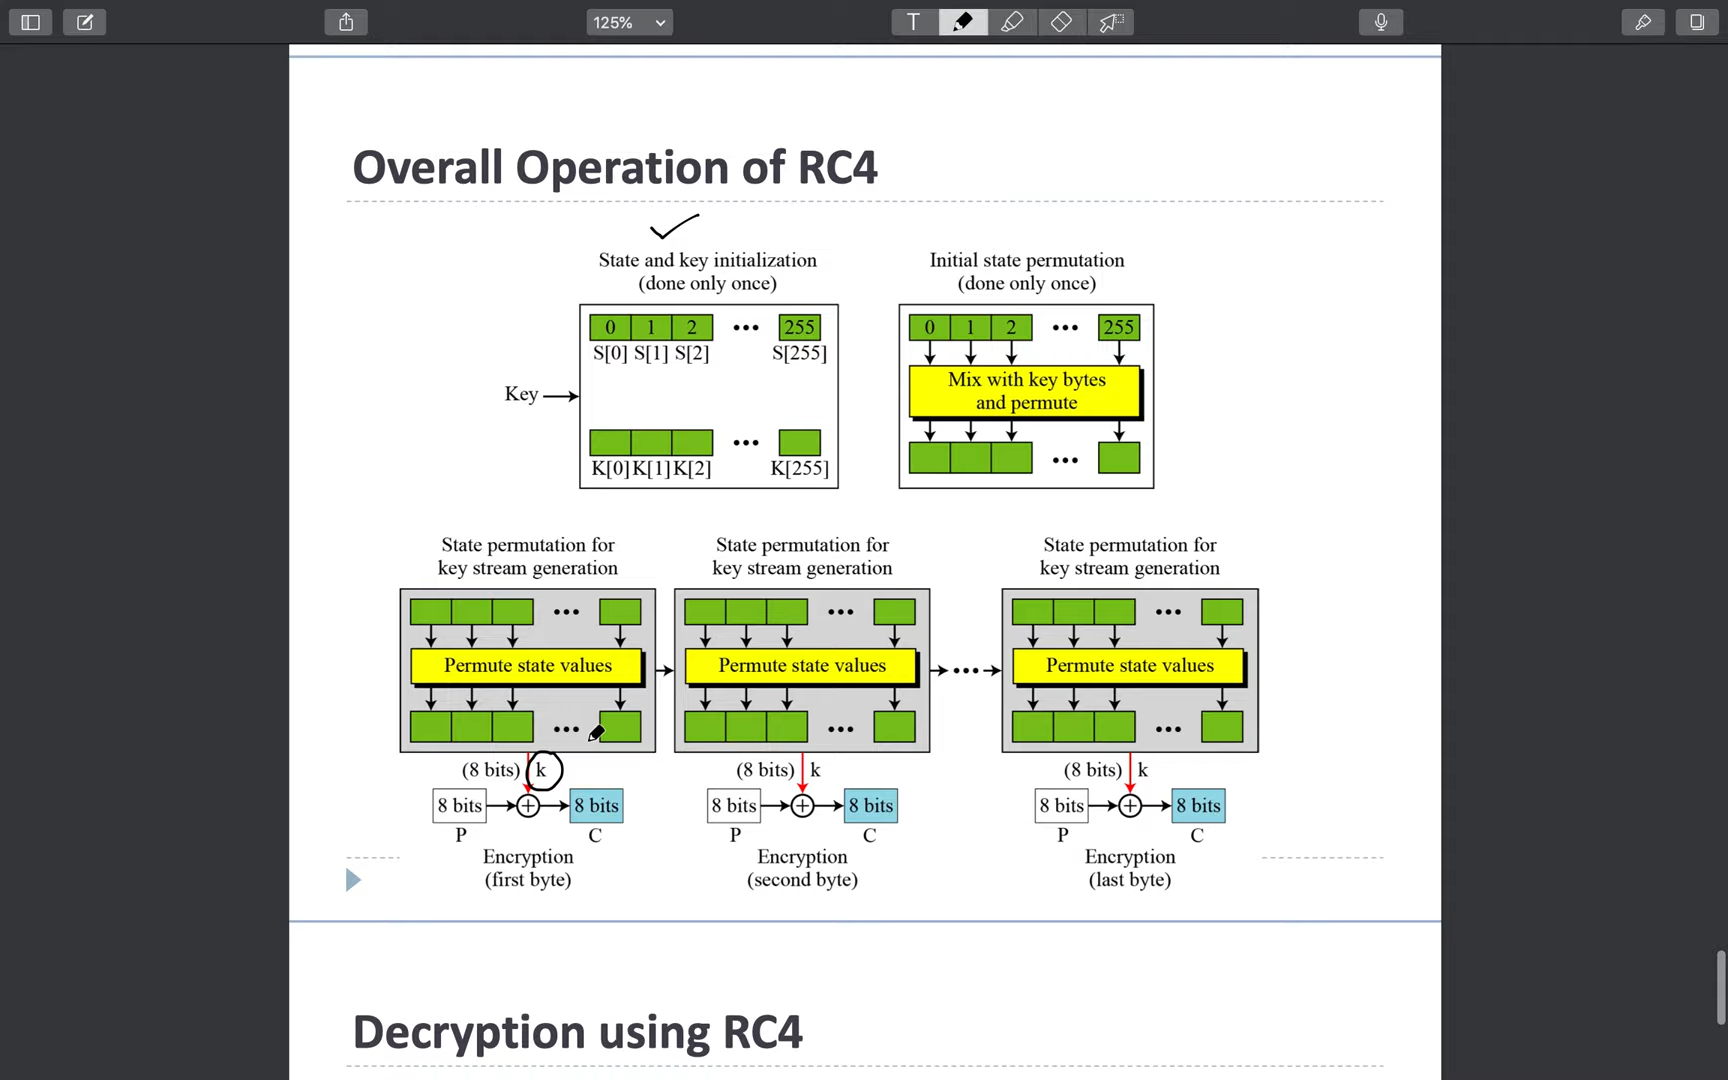 125%
T
Overall Operation of RC4
State and key initialization
(done only once)
0 1 2 ••• 255
S[0] S[1] S[2] S[255]
Key
•••
K[0] K[1] K[2] K[255]
Initial state permutation
(done only once)
0 1 2 ••• 255
Mix with key bytes
and permute
•••
State permutation for
key stream generation
•••
Permute state values
•••
(8 bits) k
8 bits + 8 bits
P C
Encryption
(first byte)
State permutation for
key stream generation
•••
Permute state values
•••
(8 bits) k
8 bits + 8 bits
P C
Encryption
(second byte)
•••
State permutation for
key stream generation
•••
Permute state values
•••
(8 bits) k
8 bits + 8 bits
P C
Encryption
(last byte)
Decryption using RC4